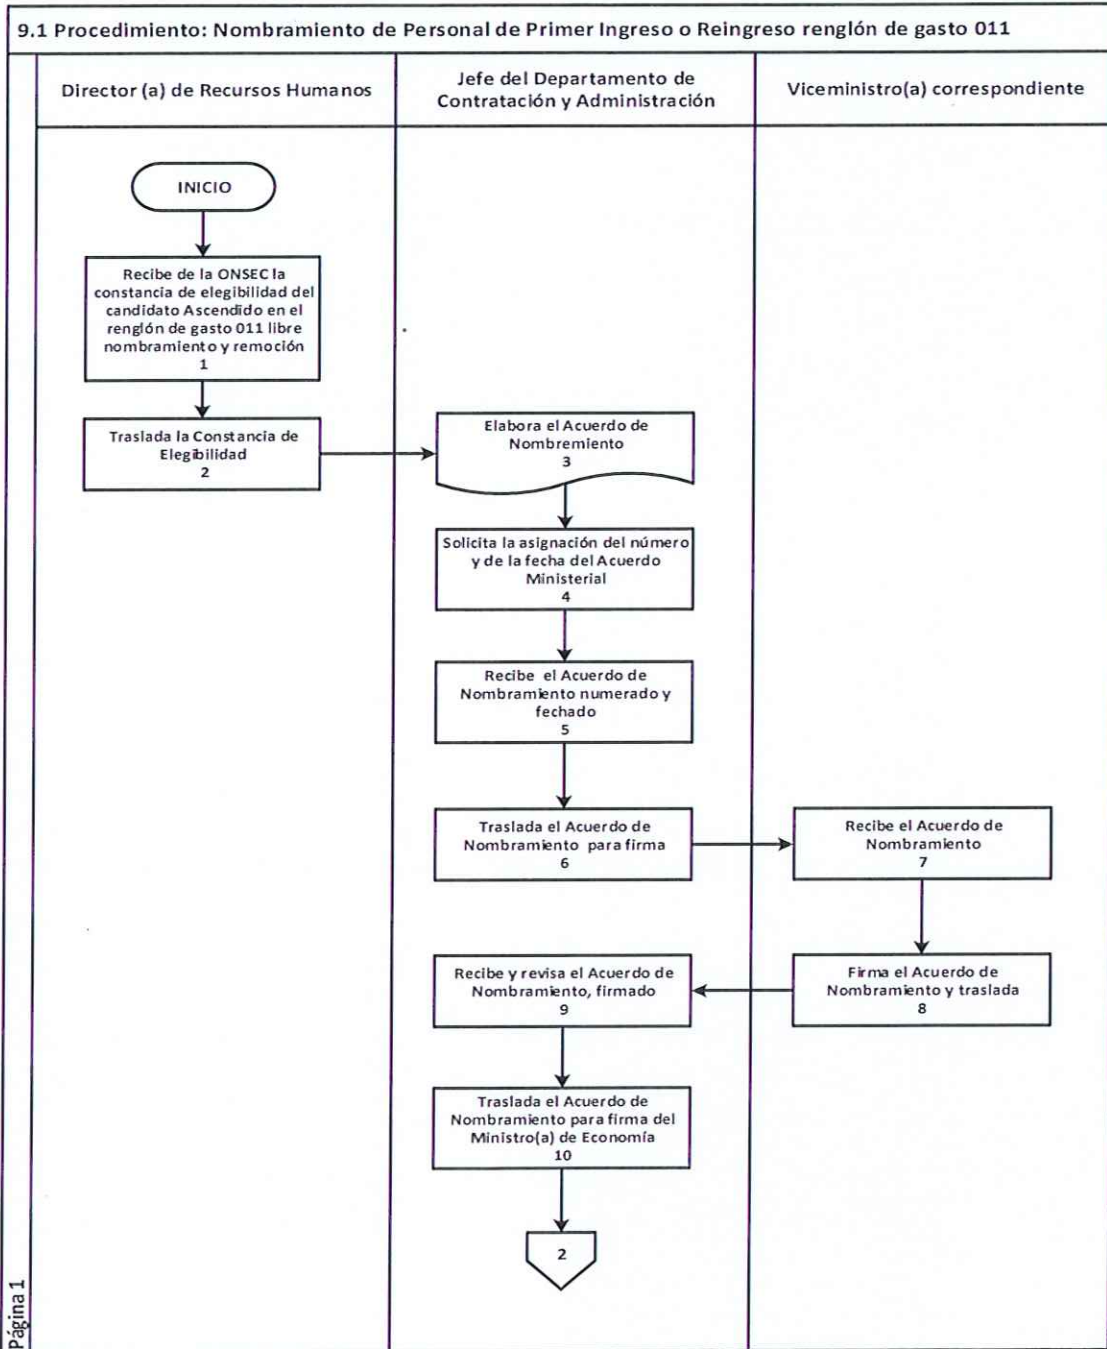 9.1 Procedimiento: Nombramiento de Personal de Primer Ingreso o Reingreso renglón de gasto 011
Director (a) de Recursos Humanos
Jefe del Departamento de
Contratación y Administración
Viceministro(a) correspondiente
INICIO
Recibe de la ONSEC la
constancia de elegibilidad del
candidato Ascendido en el
renglón de gasto 011 libre
nombramiento y remoción
1
Traslada la Constancia de
Elegibilidad
2
Elabora el Acuerdo de
Nombremiento
3
Solicita la asignación del número
y de la fecha del Acuerdo
Ministerial
4
Recibe el Acuerdo de
Nombramiento numerado y
fechado
5
Traslada el Acuerdo de
Nombramiento para firma
6
Recibe el Acuerdo de
Nombramiento
7
Firma el Acuerdo de
Nombramiento y traslada
8
Recibe y revisa el Acuerdo de
Nombramiento, firmado
9
Traslada el Acuerdo de
Nombramiento para firma del
Ministro(a) de Economía
10
2
Página 1